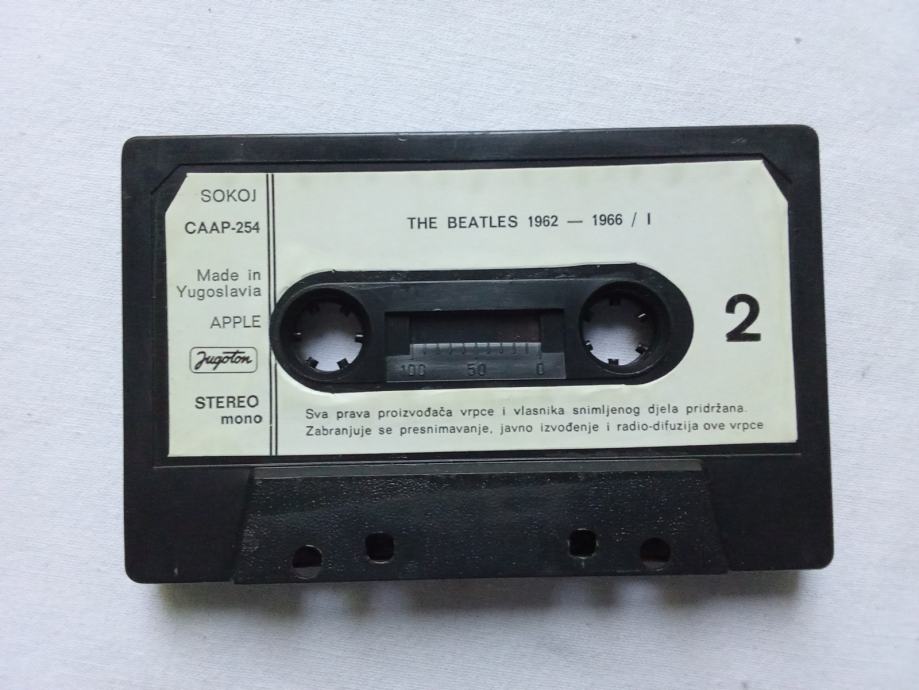 SOKOJ
CAAP-254
Made in
Yugoslavia
APPLE
Jugoton
STEREO
mono
THE BEATLES 1962 — 1966 / I
2
100 50 0
Sva prava proizvođača vrpce i vlasnika snimljenog djela pridržana.
Zabranjuje se presnimavanje, javno izvođenje i radio-difuzija ove vrpce